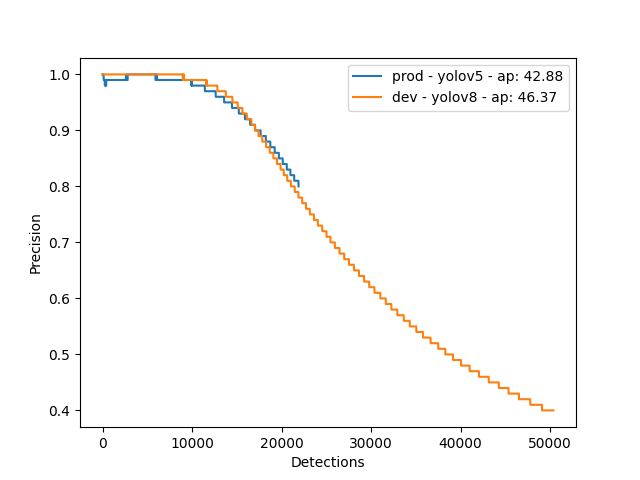 prod - yolov5 - ap: 42.88
dev - yolov8 - ap: 46.37
1.0
0.9
0.8
0.7
0.6
0.5
0.4
Precision
0 10000 20000 30000 40000 50000
Detections